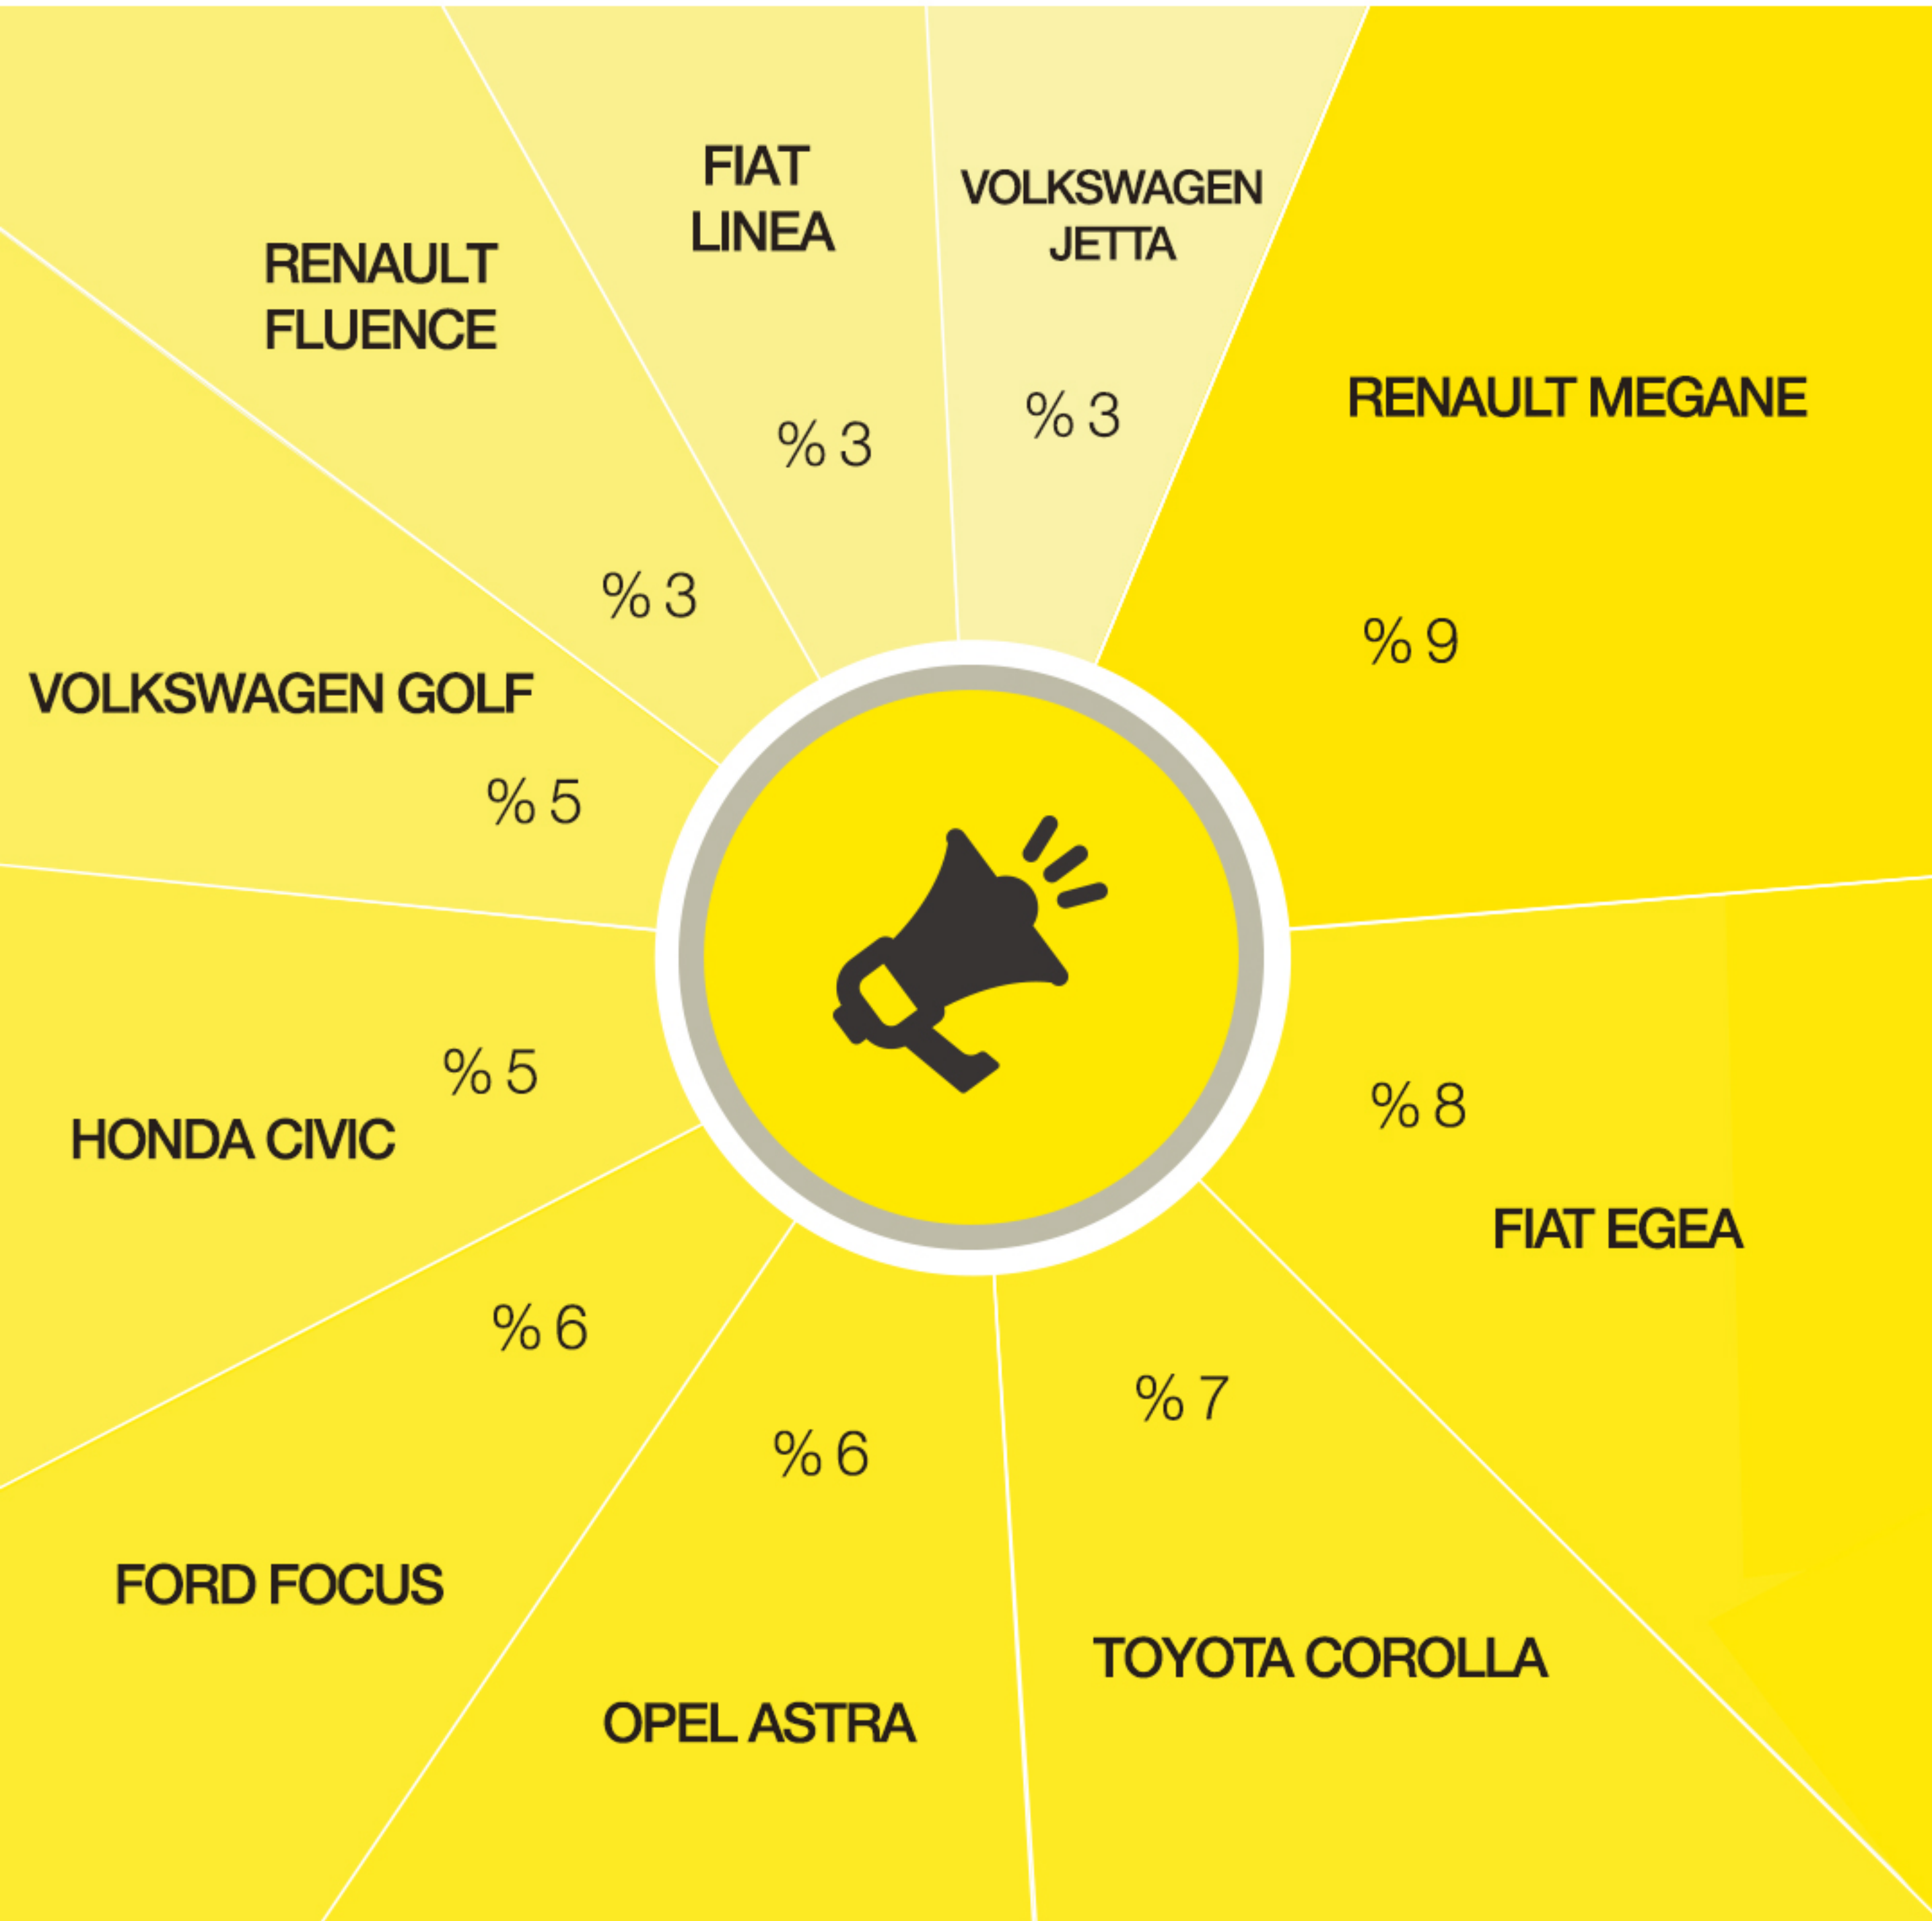 RENAULT MEGANE
% 9
% 8
FIAT EGEA
% 7
TOYOTA COROLLA
% 6
OPEL ASTRA
% 6
FORD FOCUS
% 5
HONDA CIVIC
VOLKSWAGEN GOLF
% 5
RENAULT
FLUENCE
% 3
FIAT
LINEA
% 3
VOLKSWAGEN
JETTA
% 3